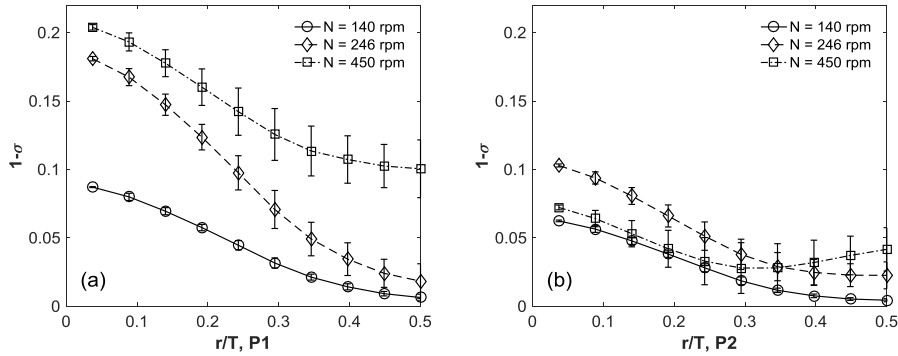 0.2
0.15
0.1
0.05
0
1-σ
N = 140 rpm
N = 246 rpm
N = 450 rpm
(a)
0 0.1 0.2 0.3 0.4 0.5
r/T, P1
0.2
0.15
0.1
0.05
0
1-σ
N = 140 rpm
N = 246 rpm
N = 450 rpm
(b)
0 0.1 0.2 0.3 0.4 0.5
r/T, P2